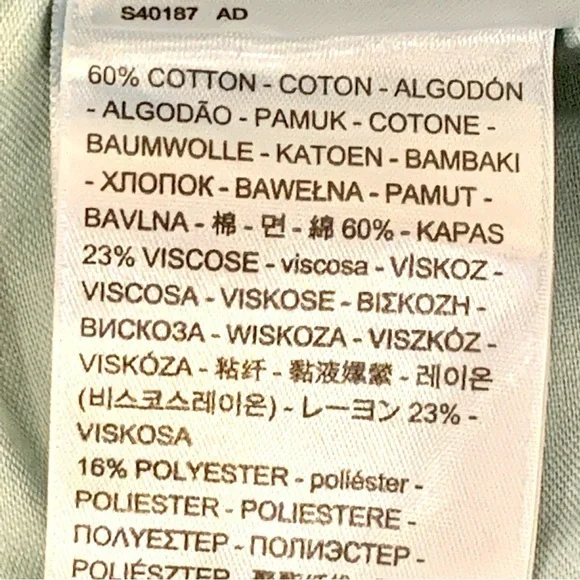 S40187 AD
60% COTTON - COTON - ALGODÓN
- ALGODÃO - PAMUK - COTONE -
BAUMWOLLE - KATOEN - BAMBAKI
- ХЛОПОК - BAWEŁNA - PAMUT -
BAVLNA - 棉 - 면 - 綿 60% - KAPAS
23% VISCOSE - viscosa - VİSKOZ -
VISCOSA - VISKOSE - ΒΙΣΚΟΖΗ -
ВИСКОЗА - WISKOZA - VISZKÓZ -
VISKÓZA - 粘纤 - 黏液嫘縈 - 레이온
(비스코스레이온) - レーヨン 23% -
VISKOSA
16% POLYESTER - poliéster -
POLIESTER - POLIESTERE -
ΠΟΛΥΕΣΤΕΡ - ПОЛИЭСТЕР -
POLIÉSZTER -